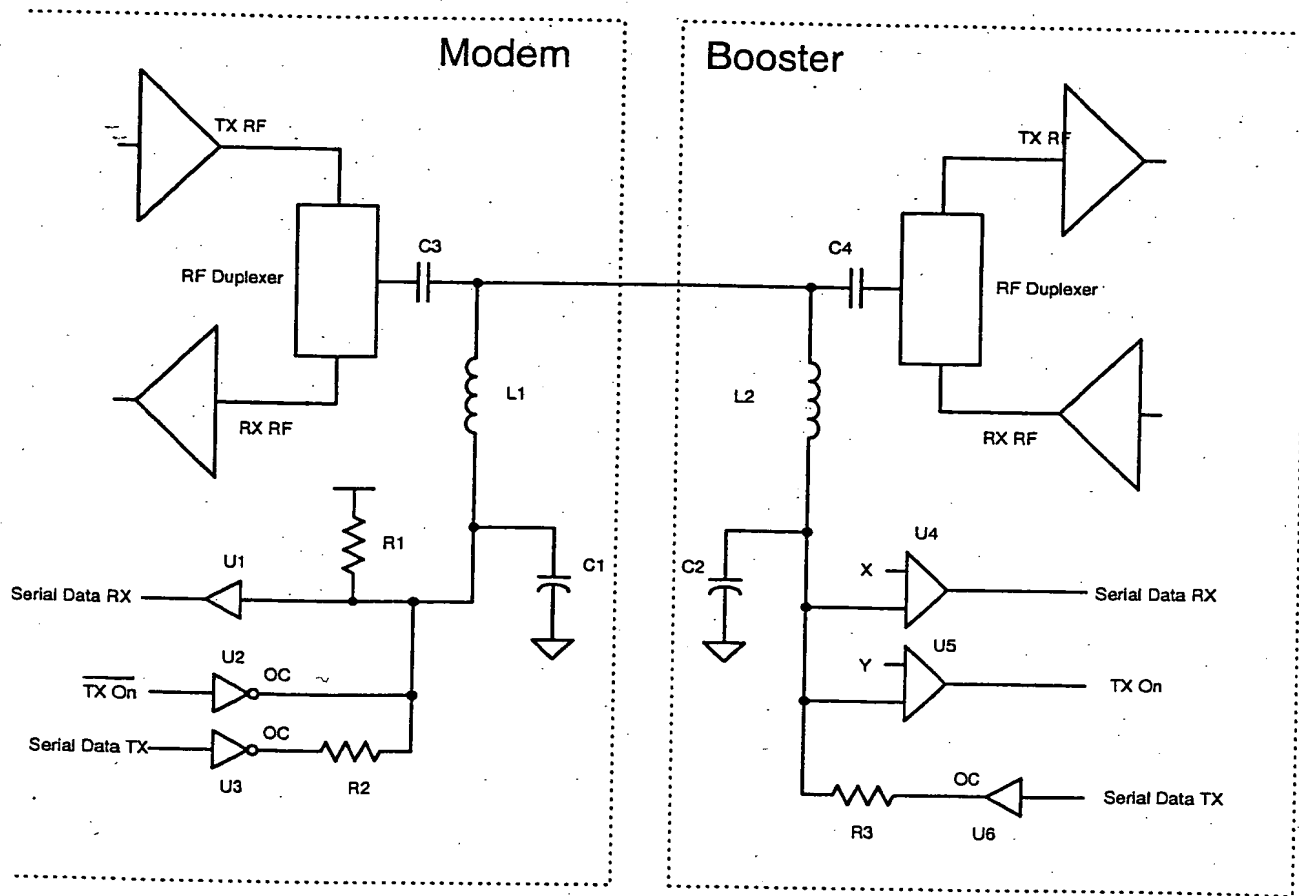 Modem
Booster
TX RF
TX RF
C3
C4
RF Duplexer
RF Duplexer
L1
L2
RX RF
RX RF
R1
U1
C1
C2
U4
X
Serial Data RX
Serial Data RX
U2
U5
OC
Y
TX On
TX On
OC
Serial Data TX
U3
R2
OC
Serial Data TX
R3
U6